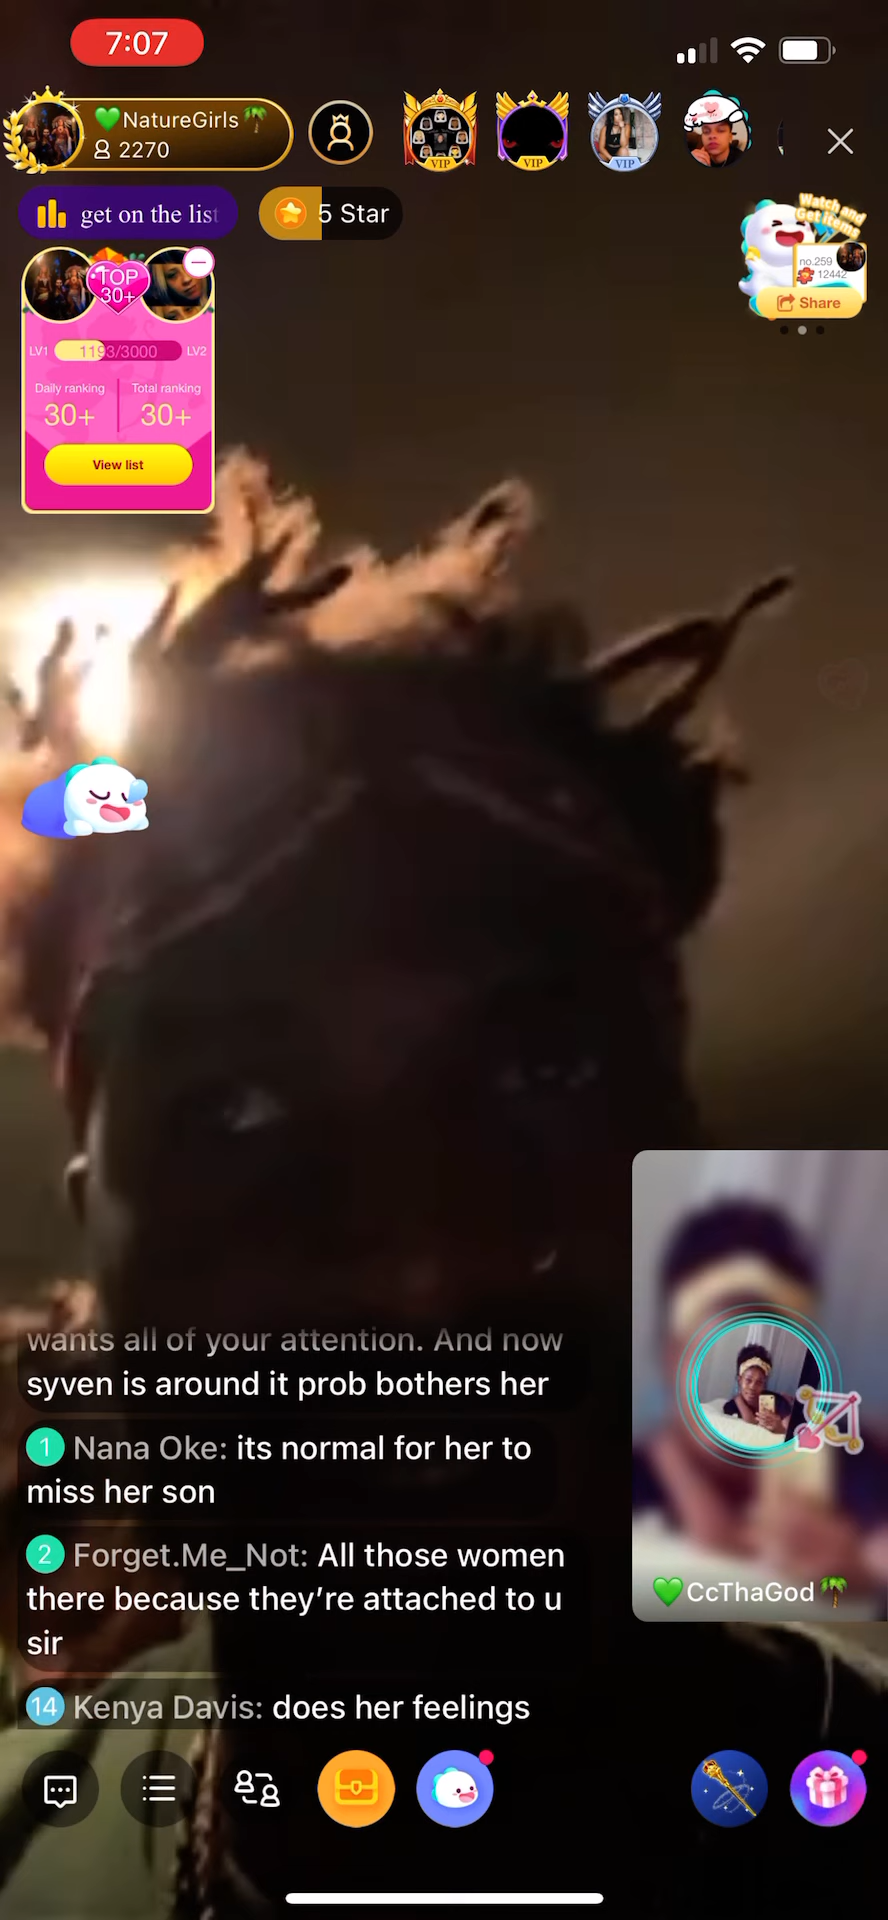 7:07
💚NatureGirls🌴
2270
VIP
VIP
VIP
get on the list
5 Star
Watch and
Get Items
no.259
12442
Share
TOP
30+
LV1 1193/3000 LV2
Daily ranking Total ranking
30+ 30+
View list
wants all of your attention. And now
syven is around it prob bothers her
1 Nana Oke: its normal for her to
miss her son
2 Forget.Me_Not: All those women
there because they’re attached to u
sir
14 Kenya Davis: does her feelings
💚CcThaGod🌴